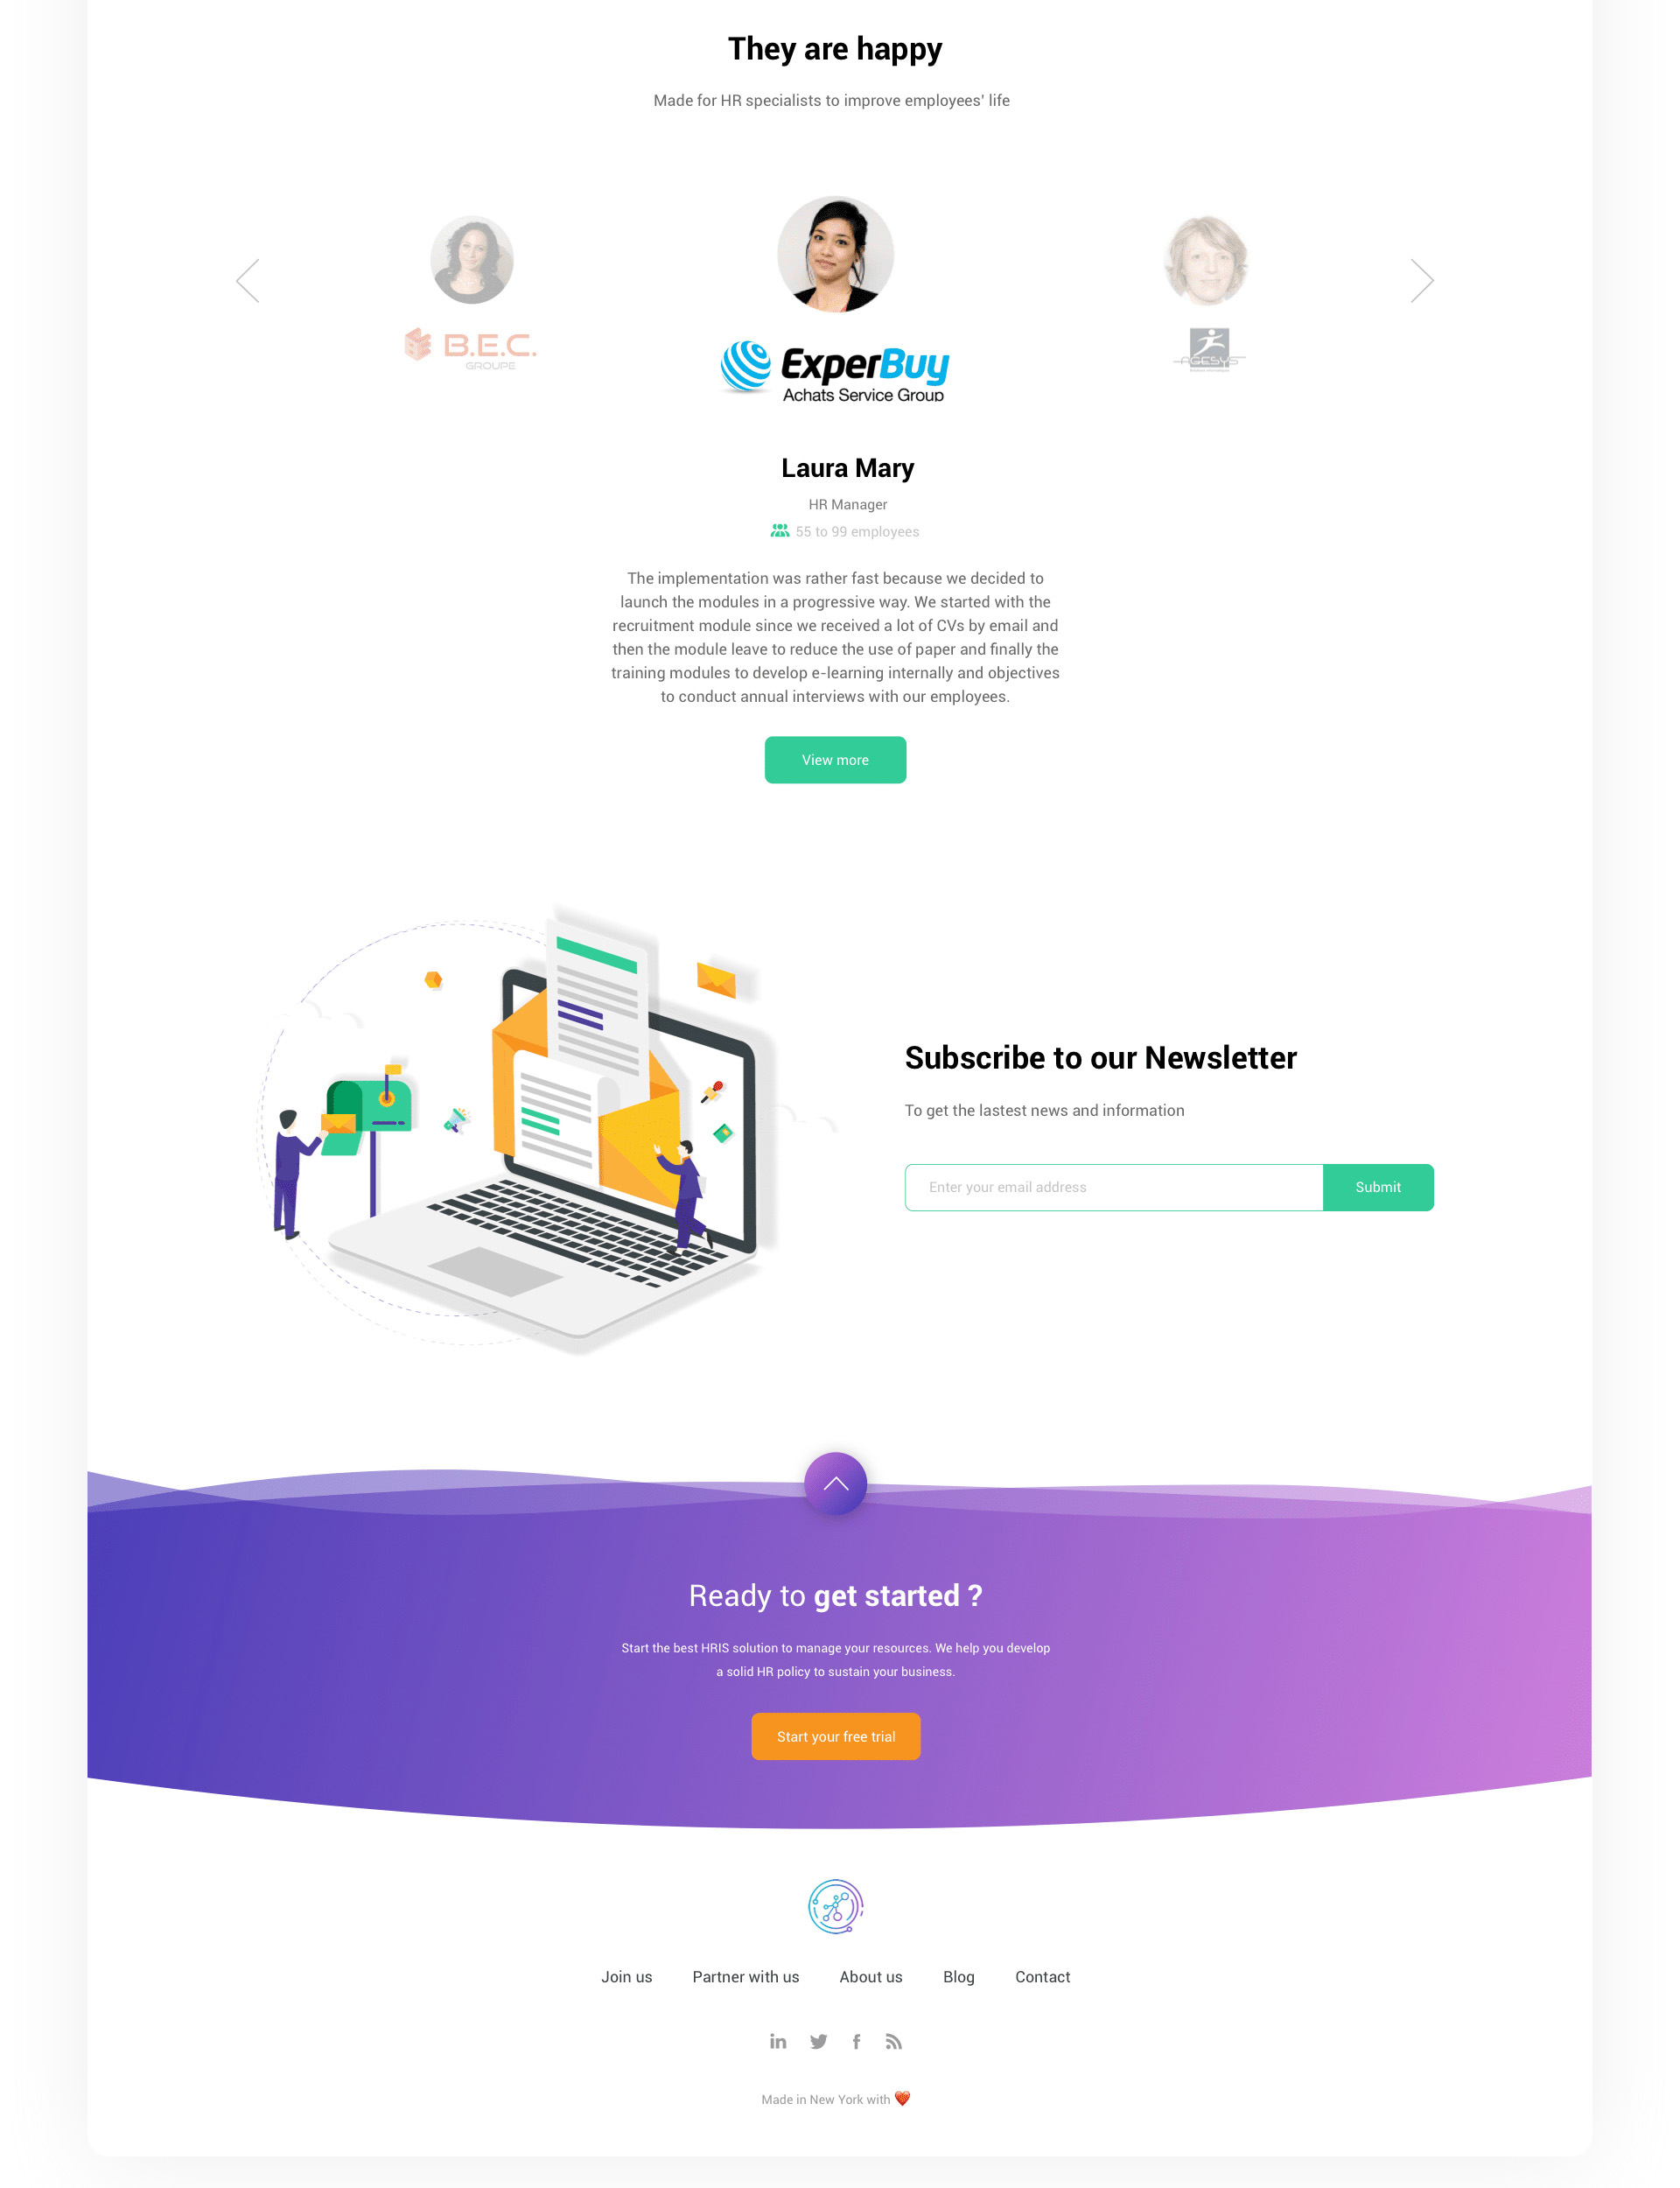 They are happy
Made for HR specialists to improve employees' life
B.E.C.
GROUPE
ExperBuy
Achats Service Group
AGESYS
Laura Mary
HR Manager
55 to 99 employees
The implementation was rather fast because we decided to
launch the modules in a progressive way. We started with the
recruitment module since we received a lot of CVs by email and
then the module leave to reduce the use of paper and finally the
training modules to develop e-learning internally and objectives
to conduct annual interviews with our employees.
View more
Subscribe to our Newsletter
To get the lastest news and information
Enter your email address
Submit
Ready to get started ?
Start the best HRIS solution to manage your resources. We help you develop
a solid HR policy to sustain your business.
Start your free trial
Join us
Partner with us
About us
Blog
Contact
Made in New York with